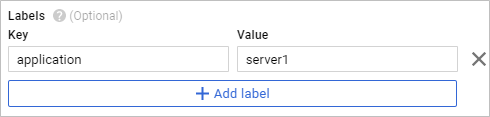 Labels ? (Optional)
Key Value
application server1
+ Add label